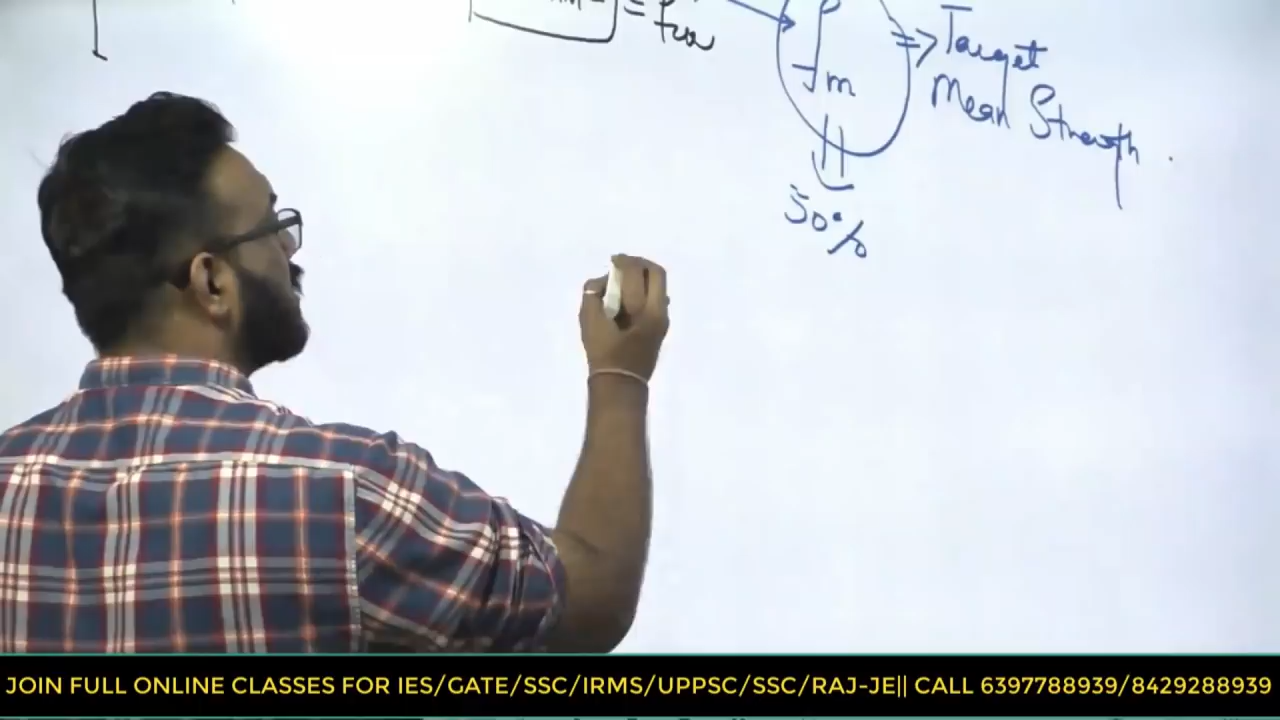 = fcu
fm
Target
Mean Strength.
50%
JOIN FULL ONLINE CLASSES FOR IES/GATE/SSC/IRMS/UPPSC/SSC/RAJ-JE|| CALL 6397788939/8429288939